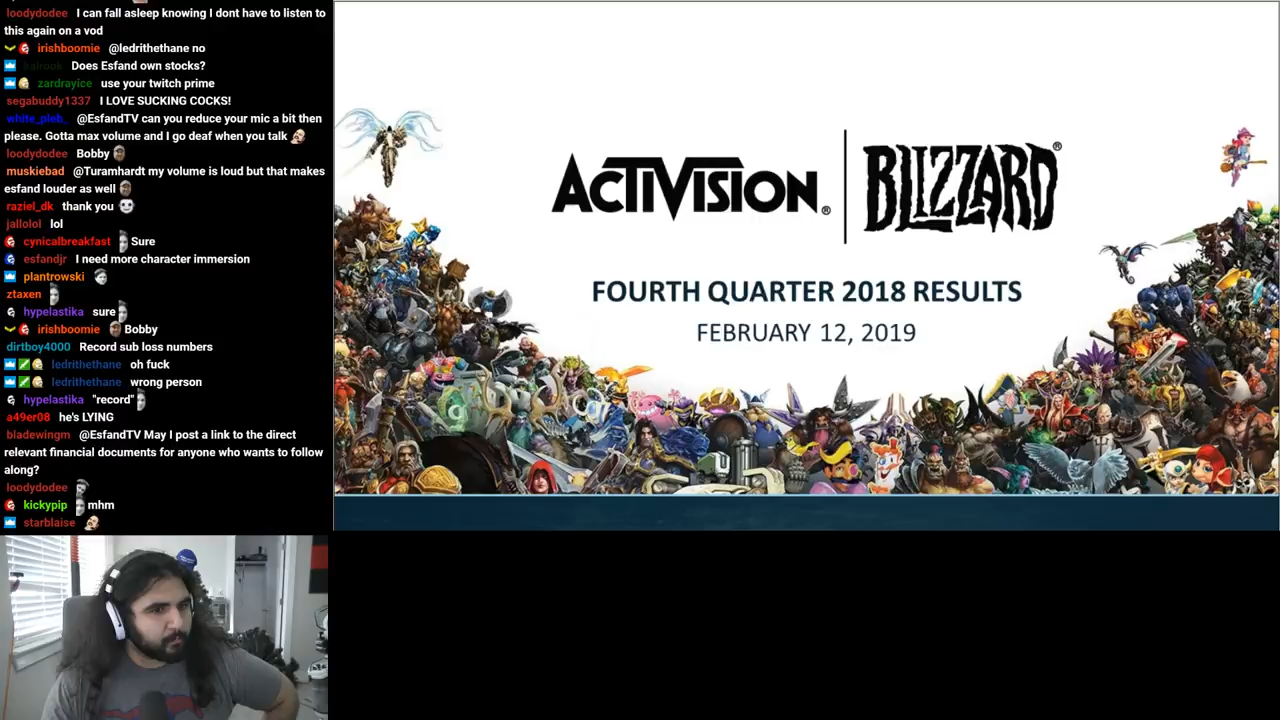 loodydodee I can fall asleep knowing I dont have to listen to
this again on a vod
irishboomie @ledrithethane no
Does Esfand own stocks?
zardrayice use your twitch prime
segabuddy1337 I LOVE SUCKING COCKS!
white_pleb_ @EsfandTV can you reduce your mic a bit then
please. Gotta max volume and I go deaf when you talk
loodydodee Bobby
muskiebad @Turamhardt my volume is loud but that makes
esfand louder as well
raziel_dk thank you
jallolol lol
cynicalbreakfast Sure
esfandjr I need more character immersion
plantrowski
ztaxen
hypelastika sure
irishboomie Bobby
dirtboy4000 Record sub loss numbers
ledrithethane oh fuck
ledrithethane wrong person
hypelastika "record"
a49er08 he's LYING
bladewingm @EsfandTV May I post a link to the direct
relevant financial documents for anyone who wants to follow
along?
loodydodee
kickypip mhm
starblaise
ACTIVISION® BLIZZARD®
FOURTH QUARTER 2018 RESULTS
FEBRUARY 12, 2019